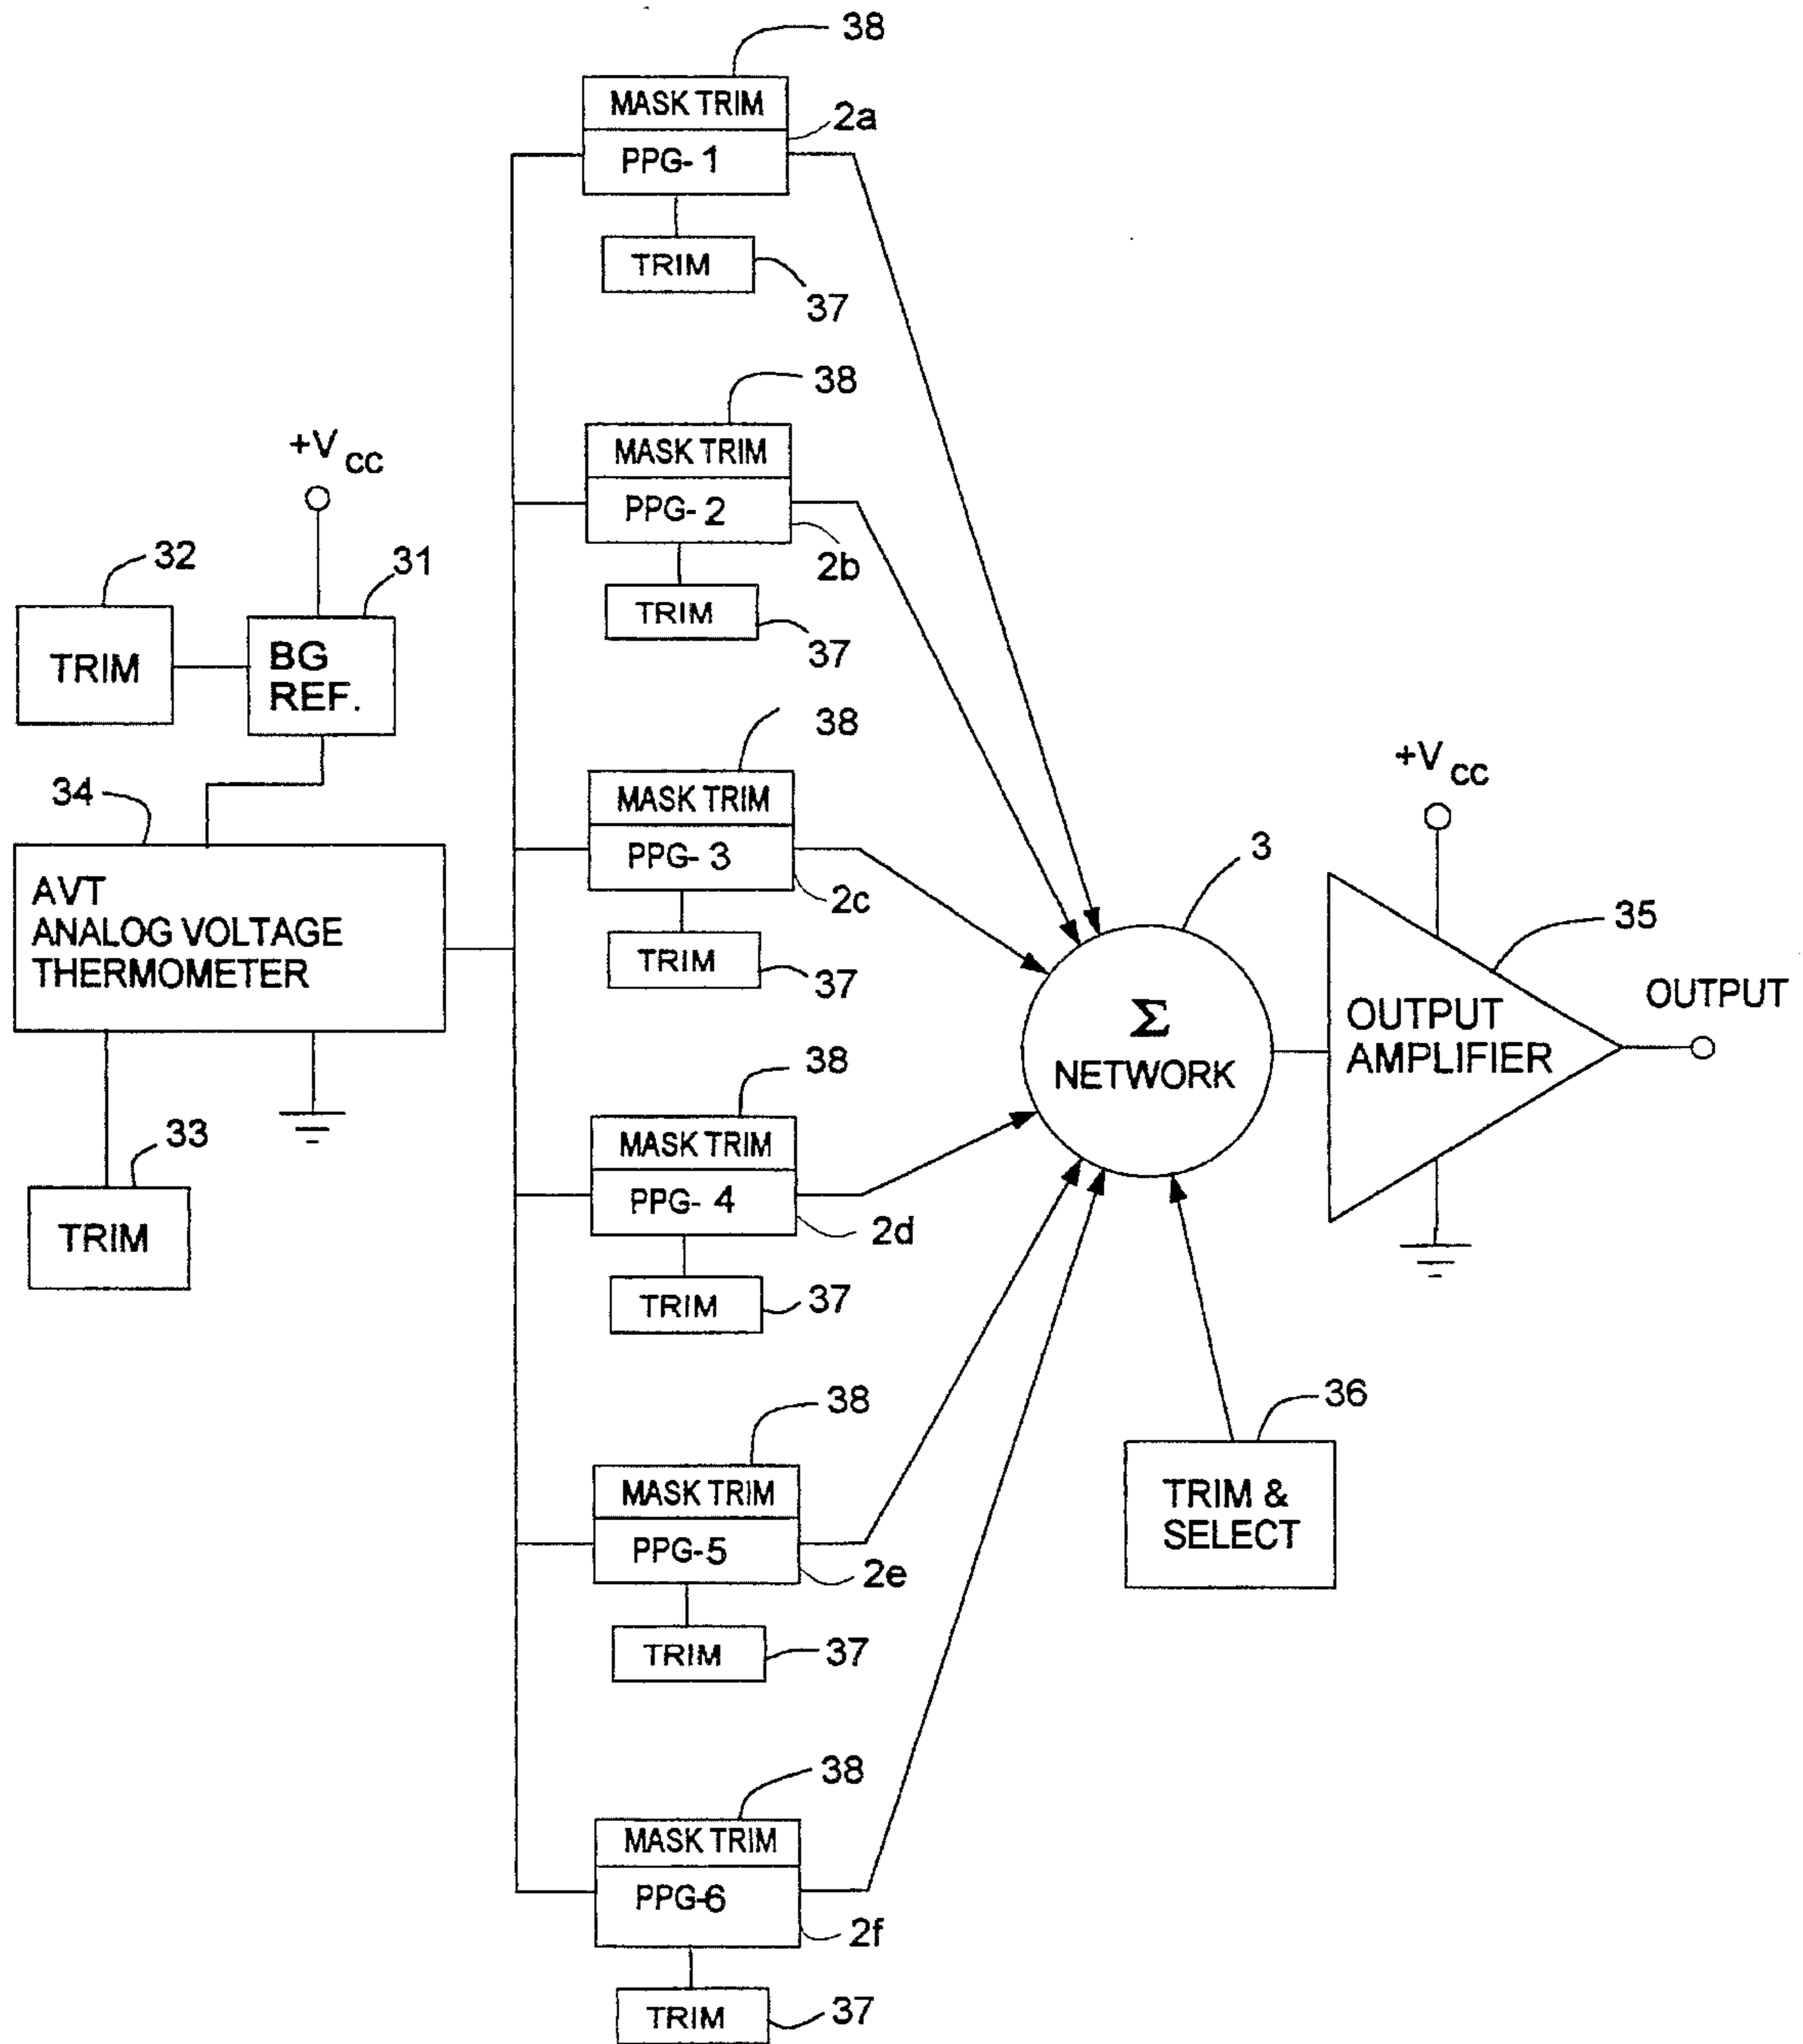 38
MASK TRIM
2a
PPG- 1
TRIM
37
38
MASK TRIM
+Vcc
PPG- 2
2b
32
31
TRIM
37
TRIM
BG
REF.
38
+Vcc
34
MASK TRIM
3
PPG- 3
2c
AVT
ANALOG VOLTAGE
THERMOMETER
35
TRIM
37
OUTPUT
Σ
NETWORK
OUTPUT
AMPLIFIER
38
33
MASK TRIM
PPG- 4
2d
TRIM
TRIM
37
38
36
MASK TRIM
TRIM &
SELECT
PPG-5
2e
TRIM
37
38
MASK TRIM
PPG-6
2f
TRIM
37